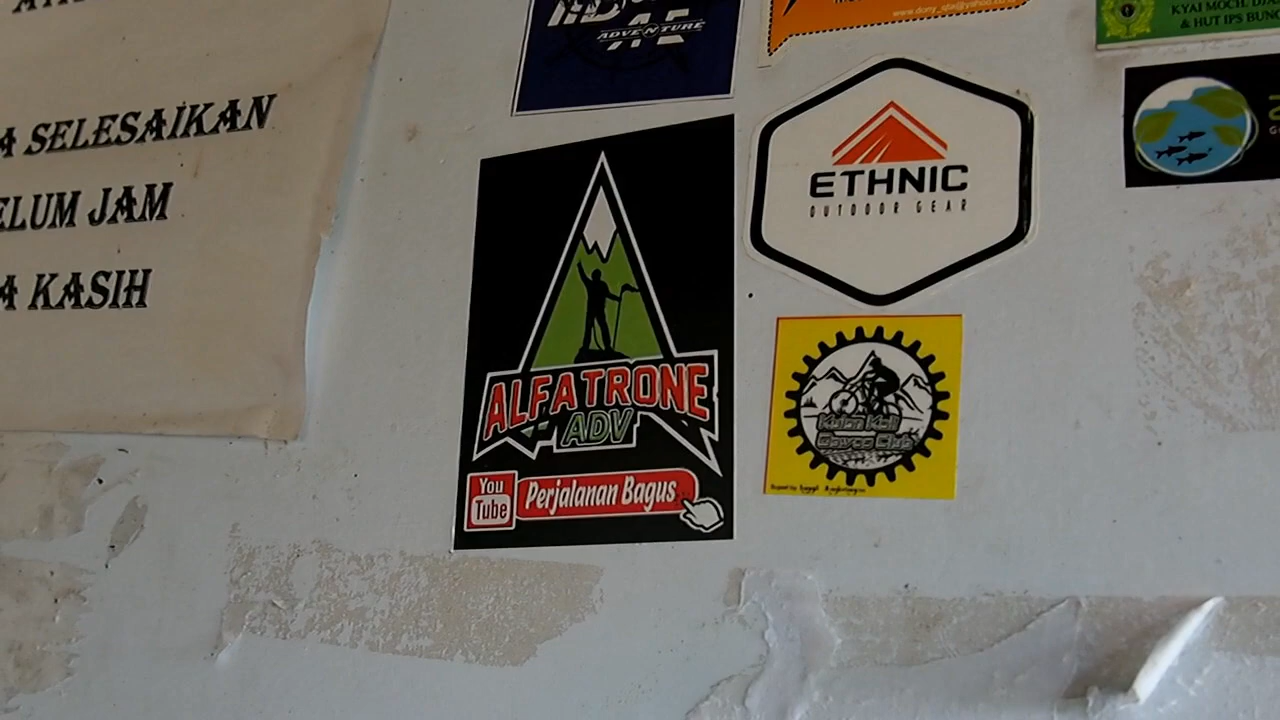 SELESAIKAN
ELUM JAM
A KASIH
ADVENTURE
ETHNIC
OUTDOOR GEAR
ALFATRONE
ADV
You
Tube
Perjalanan Bagus
KYAI MOCH.
& HUT IPS